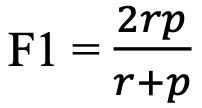 F1 = 2rp / r+p